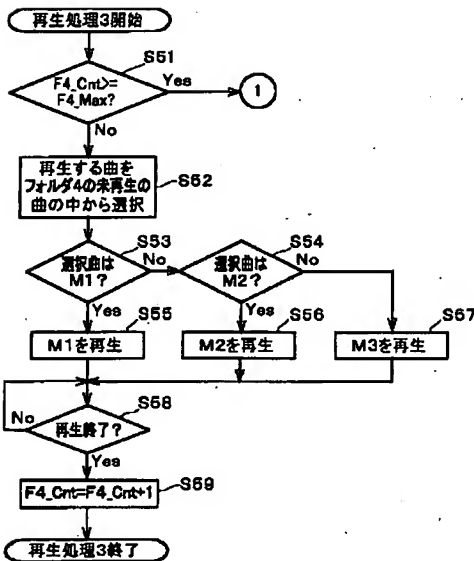 再生処理3開始
S51
F4_Cnt>=
F4_Max?
Yes
1
No
再生する曲を
フォルダ4の未再生の
曲の中から選択
S52
S53
選択曲は
M1?
No
S54
選択曲は
M2?
No
Yes
S55
M1を再生
Yes
S56
M2を再生
S57
M3を再生
S58
再生終了?
No
Yes
F4_Cnt=F4_Cnt+1
S59
再生処理3終了